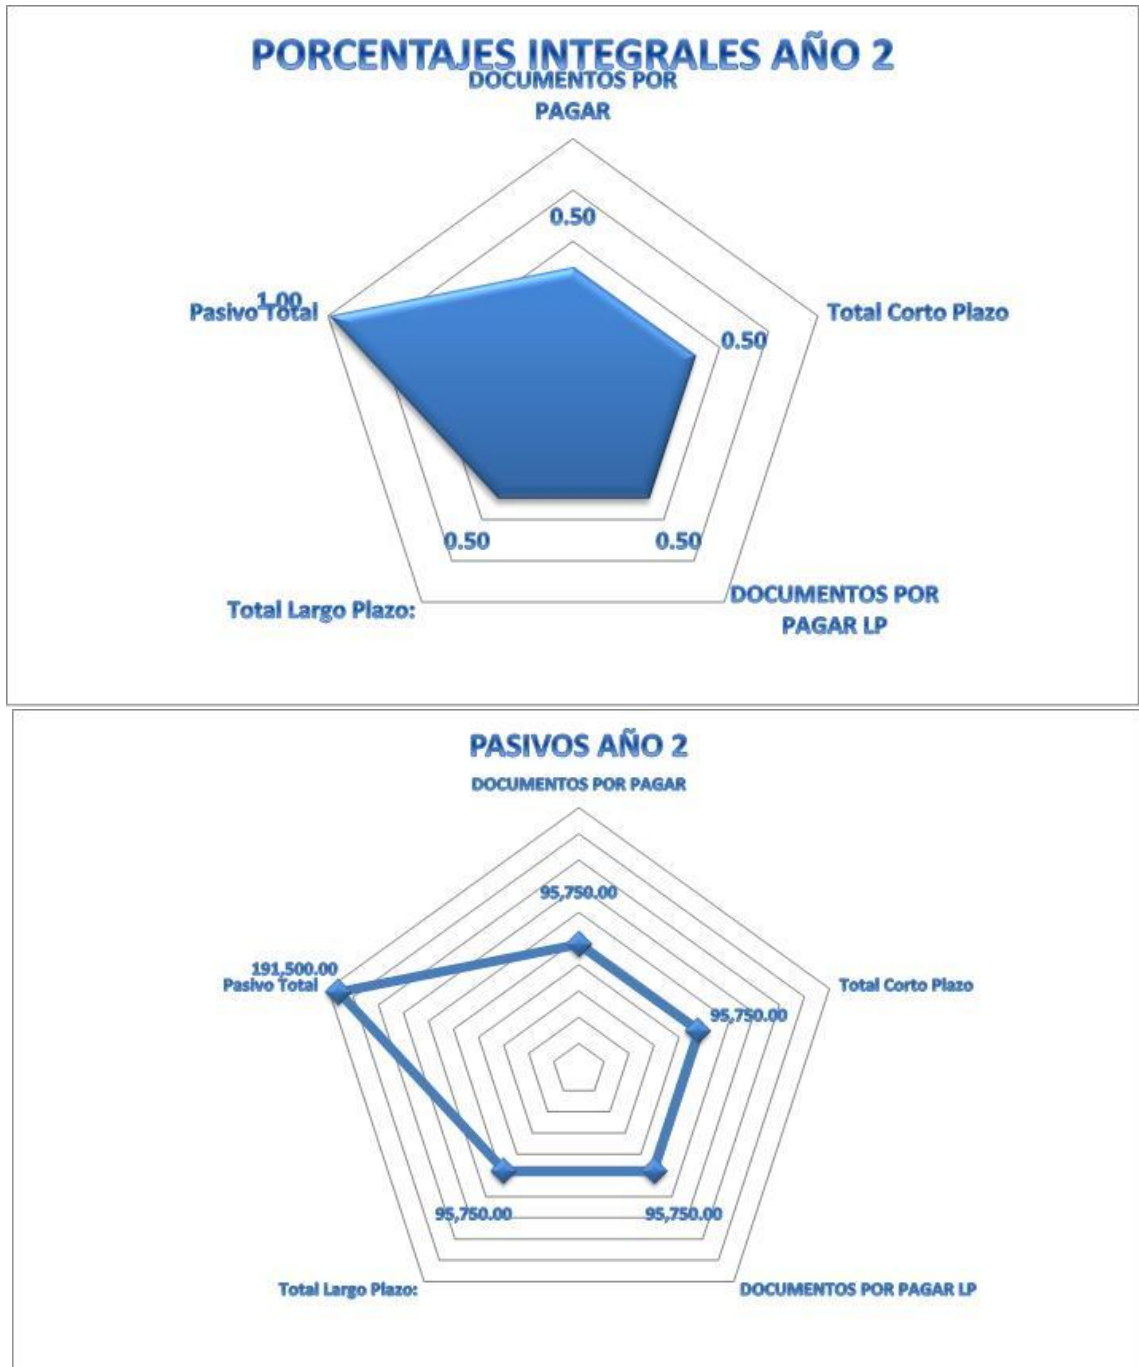 PORCENTAJES INTEGRALES AÑO 2
DOCUMENTOS POR
PAGAR
0.50
1.00
Pasivo Total
Total Corto Plazo
0.50
0.50
0.50
DOCUMENTOS POR
PAGAR LP
Total Largo Plazo:
PASIVOS AÑO 2
DOCUMENTOS POR PAGAR
95,750.00
191,500.00
Pasivo Total
Total Corto Plazo
95,750.00
95,750.00
95,750.00
Total Largo Plazo:
DOCUMENTOS POR PAGAR LP